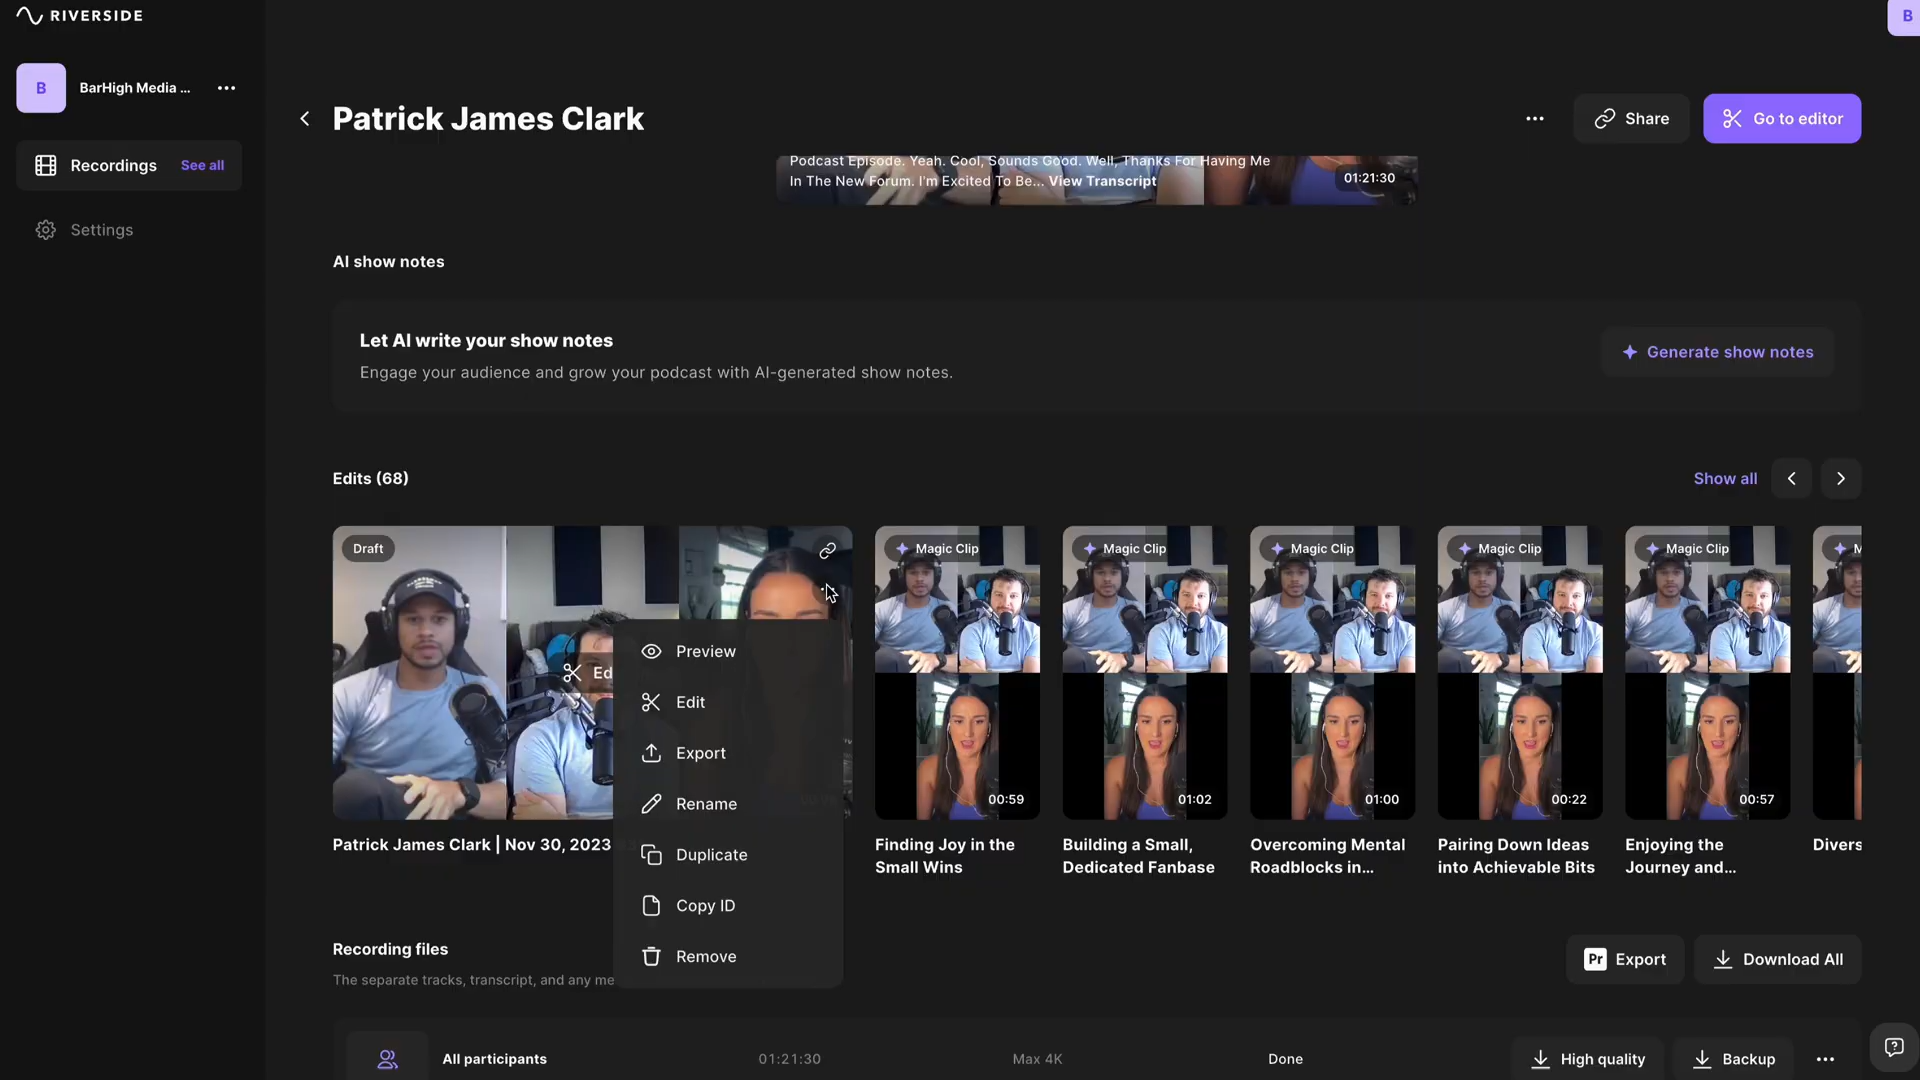 RIVERSIDE
B
B
BarHigh Media ...
Recordings
See all
Settings
Patrick James Clark
Share
Go to editor
Podcast Episode. Yeah. Cool, Sounds Good. Well, Thanks For Having Me
In The New Forum. I'm Excited To Be... View Transcript
01:21:30
AI show notes
Let AI write your show notes
Engage your audience and grow your podcast with AI-generated show notes.
Generate show notes
Edits (68)
Show all
Draft
Magic Clip
Magic Clip
Magic Clip
Magic Clip
Magic Clip
M
Ed
Preview
Edit
Export
Rename
Duplicate
Copy ID
Remove
00:59
01:02
01:00
00:22
00:57
Patrick James Clark | Nov 30, 2023
Finding Joy in the
Small Wins
Building a Small,
Dedicated Fanbase
Overcoming Mental
Roadblocks in...
Pairing Down Ideas
into Achievable Bits
Enjoying the
Journey and...
Divers
Recording files
The separate tracks, transcript, and any me
Pr Export
Download All
All participants
01:21:30
Max 4K
Done
High quality
Backup